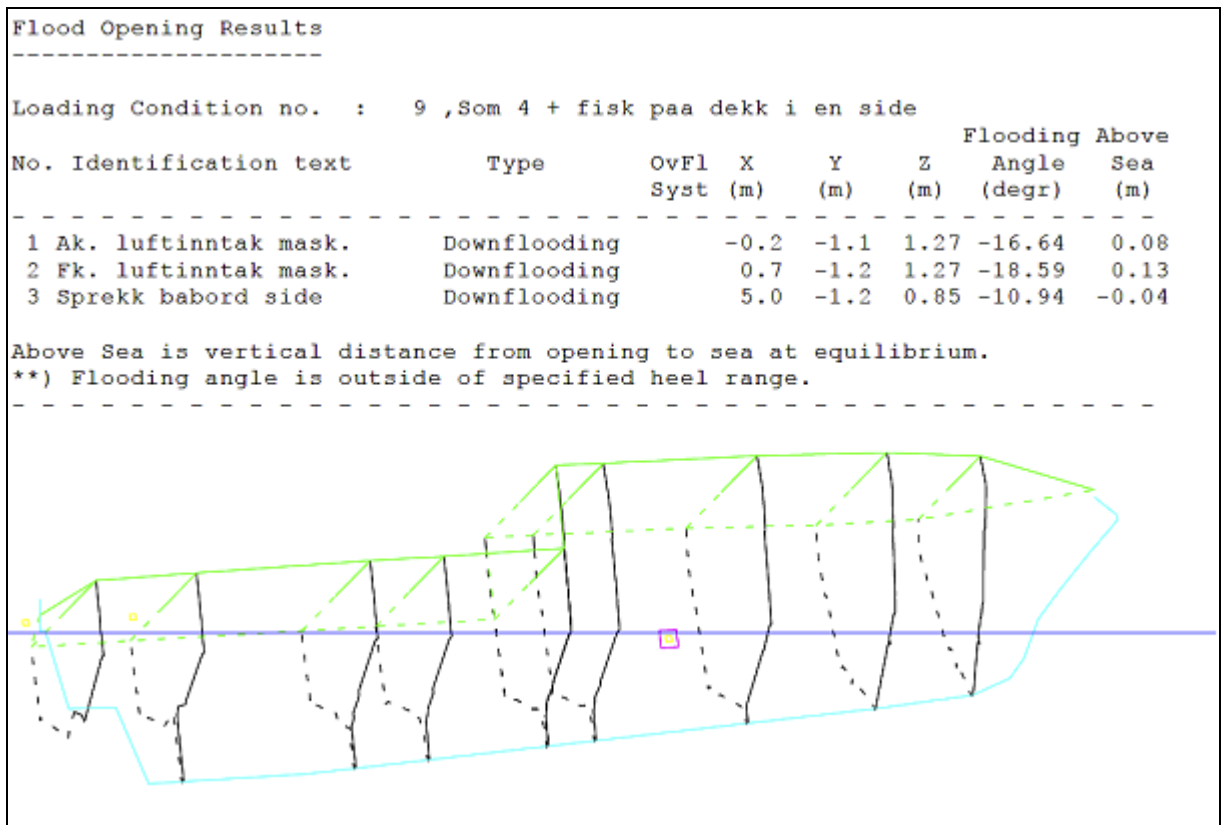 Flood Opening Results
---------------------
Loading Condition no.  :   9 ,Som 4 + fisk paa dekk i en side
Flooding Above
No. Identification text         Type        OvFl  X      Y      Z    Angle   Sea
Syst (m)    (m)    (m)  (degr)   (m)
- - - - - - - - - - - - - - - - - - - - - - - - - - - - - - - - - - - - - - -
1 Ak. luftinntak mask.      Downflooding       -0.2  -1.1  1.27 -16.64   0.08
2 Fk. luftinntak mask.      Downflooding        0.7  -1.2  1.27 -18.59   0.13
3 Sprekk babord side        Downflooding        5.0  -1.2  0.85 -10.94  -0.04
Above Sea is vertical distance from opening to sea at equilibrium.
**) Flooding angle is outside of specified heel range.
- - - - - - - - - - - - - - - - - - - - - - - - - - - - - - - - - - - - - - -